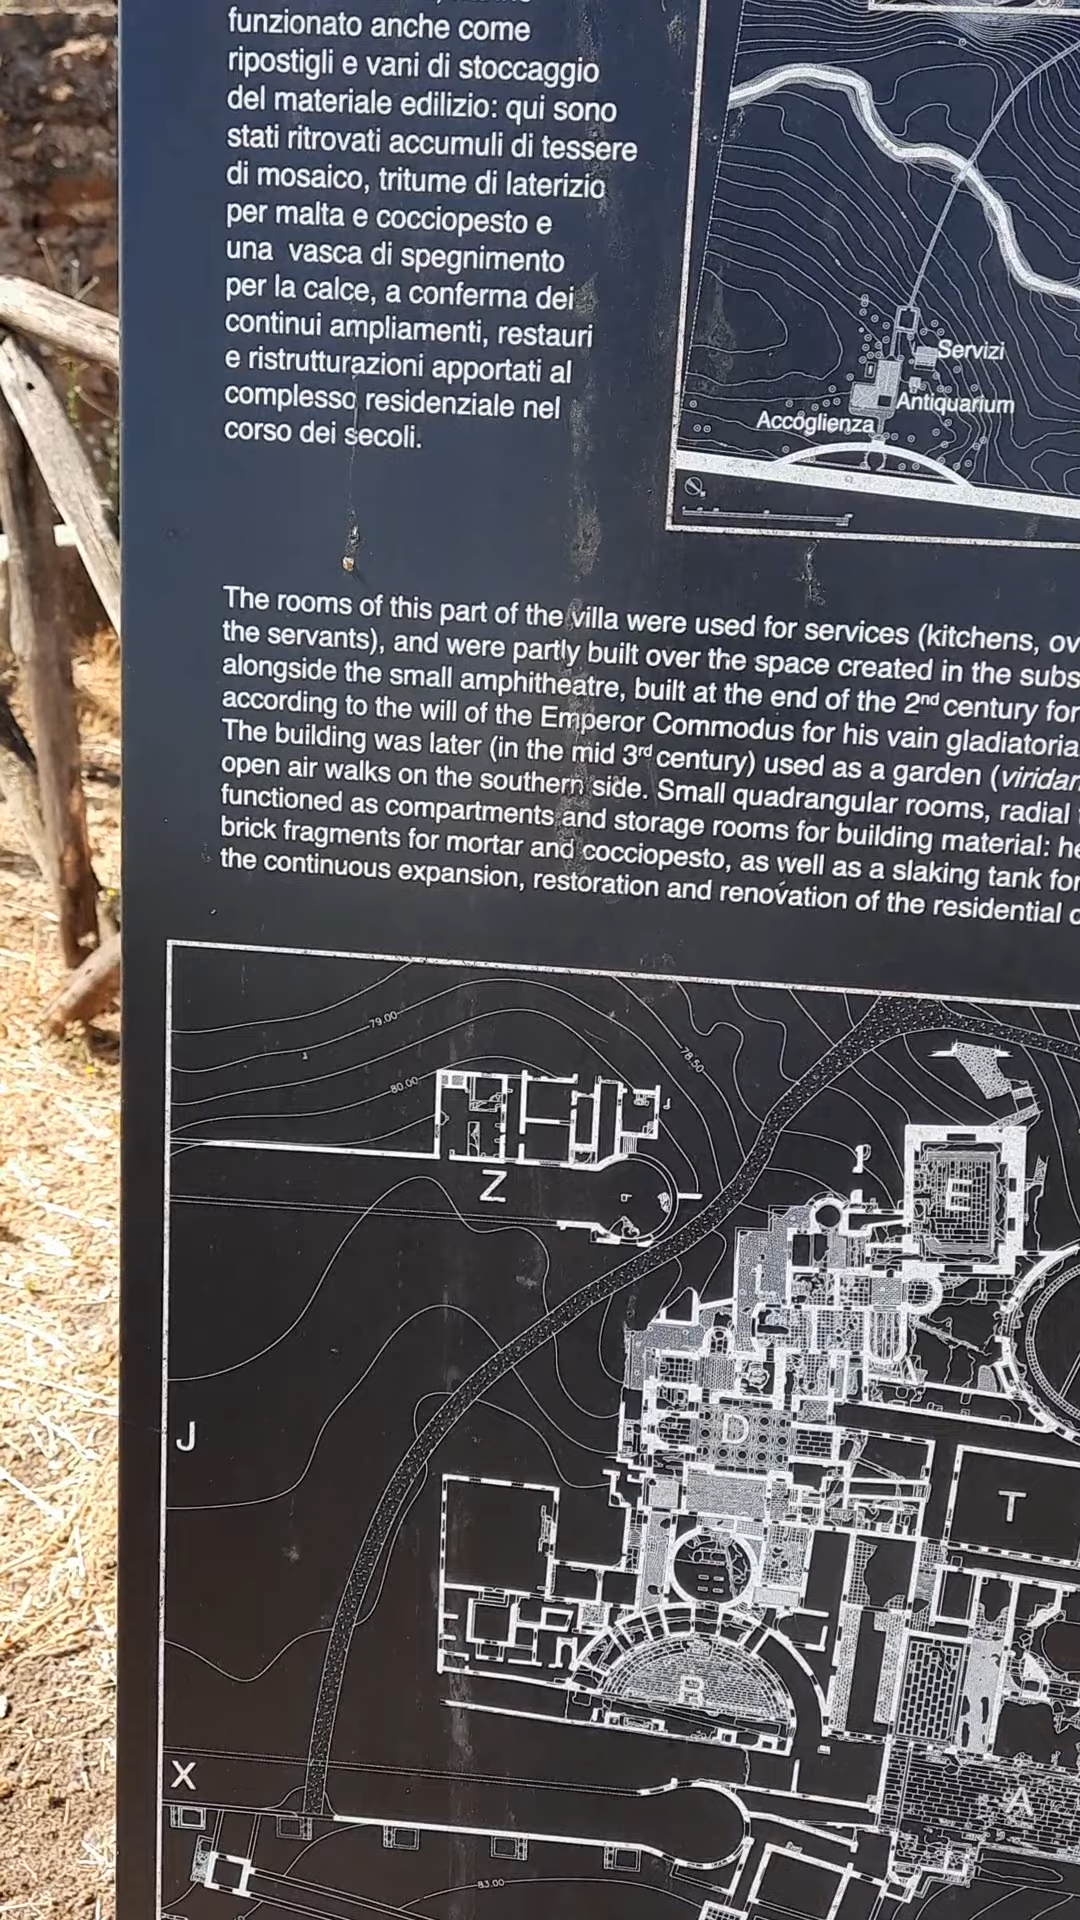 funzionato anche come
ripostigli e vani di stoccaggio
del materiale edilizio: qui sono
stati ritrovati accumuli di tessere
di mosaico, tritume di laterizio
per malta e cocciopesto e
una vasca di spegnimento
per la calce, a conferma dei
continui ampliamenti, restauri
e ristrutturazioni apportati al
complesso residenziale nel
corso dei secoli.
Servizi
Antiquarium
Accoglienza
The rooms of this part of the villa were used for services (kitchens, ov
the servants), and were partly built over the space created in the subs
alongside the small amphitheatre, built at the end of the 2nd century for
according to the will of the Emperor Commodus for his vain gladiatoria
The building was later (in the mid 3rd century) used as a garden (viridar
open air walks on the southern side. Small quadrangular rooms, radial
functioned as compartments and storage rooms for building material: he
brick fragments for mortar and cocciopesto, as well as a slaking tank for
the continuous expansion, restoration and renovation of the residential c
79.00
78.50
80.00
Z
E
J
D
T
R
X
A
83.00